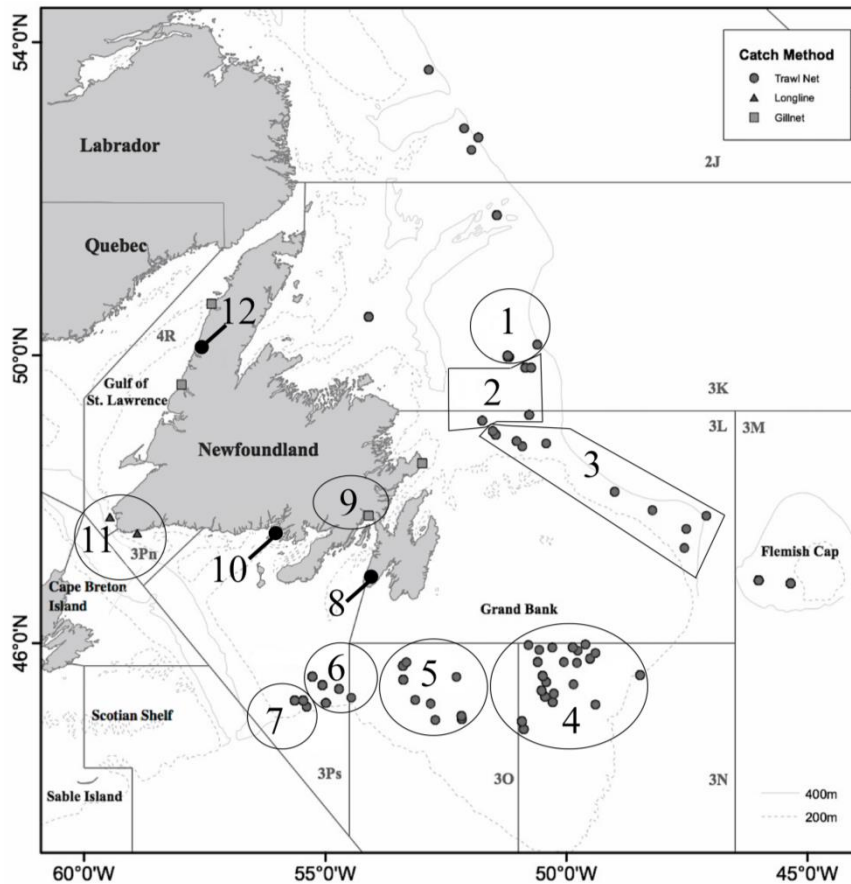 54°N
50°N
46°N
Catch Method
Trawl Net
Longline
Gillnet
Labrador
2J
Quebec
12
1
4R
Gulf of
St. Lawrence
2
3K
3L
3M
Newfoundland
3
9
11
3Pn
10
Flemish Cap
Cape Breton
Island
8
Grand Bank
6
5
4
7
Scotian Shelf
3Ps
3O
3N
Sable Island
400m
200m
60°0'W
55°0'W
50°0'W
45°0'W